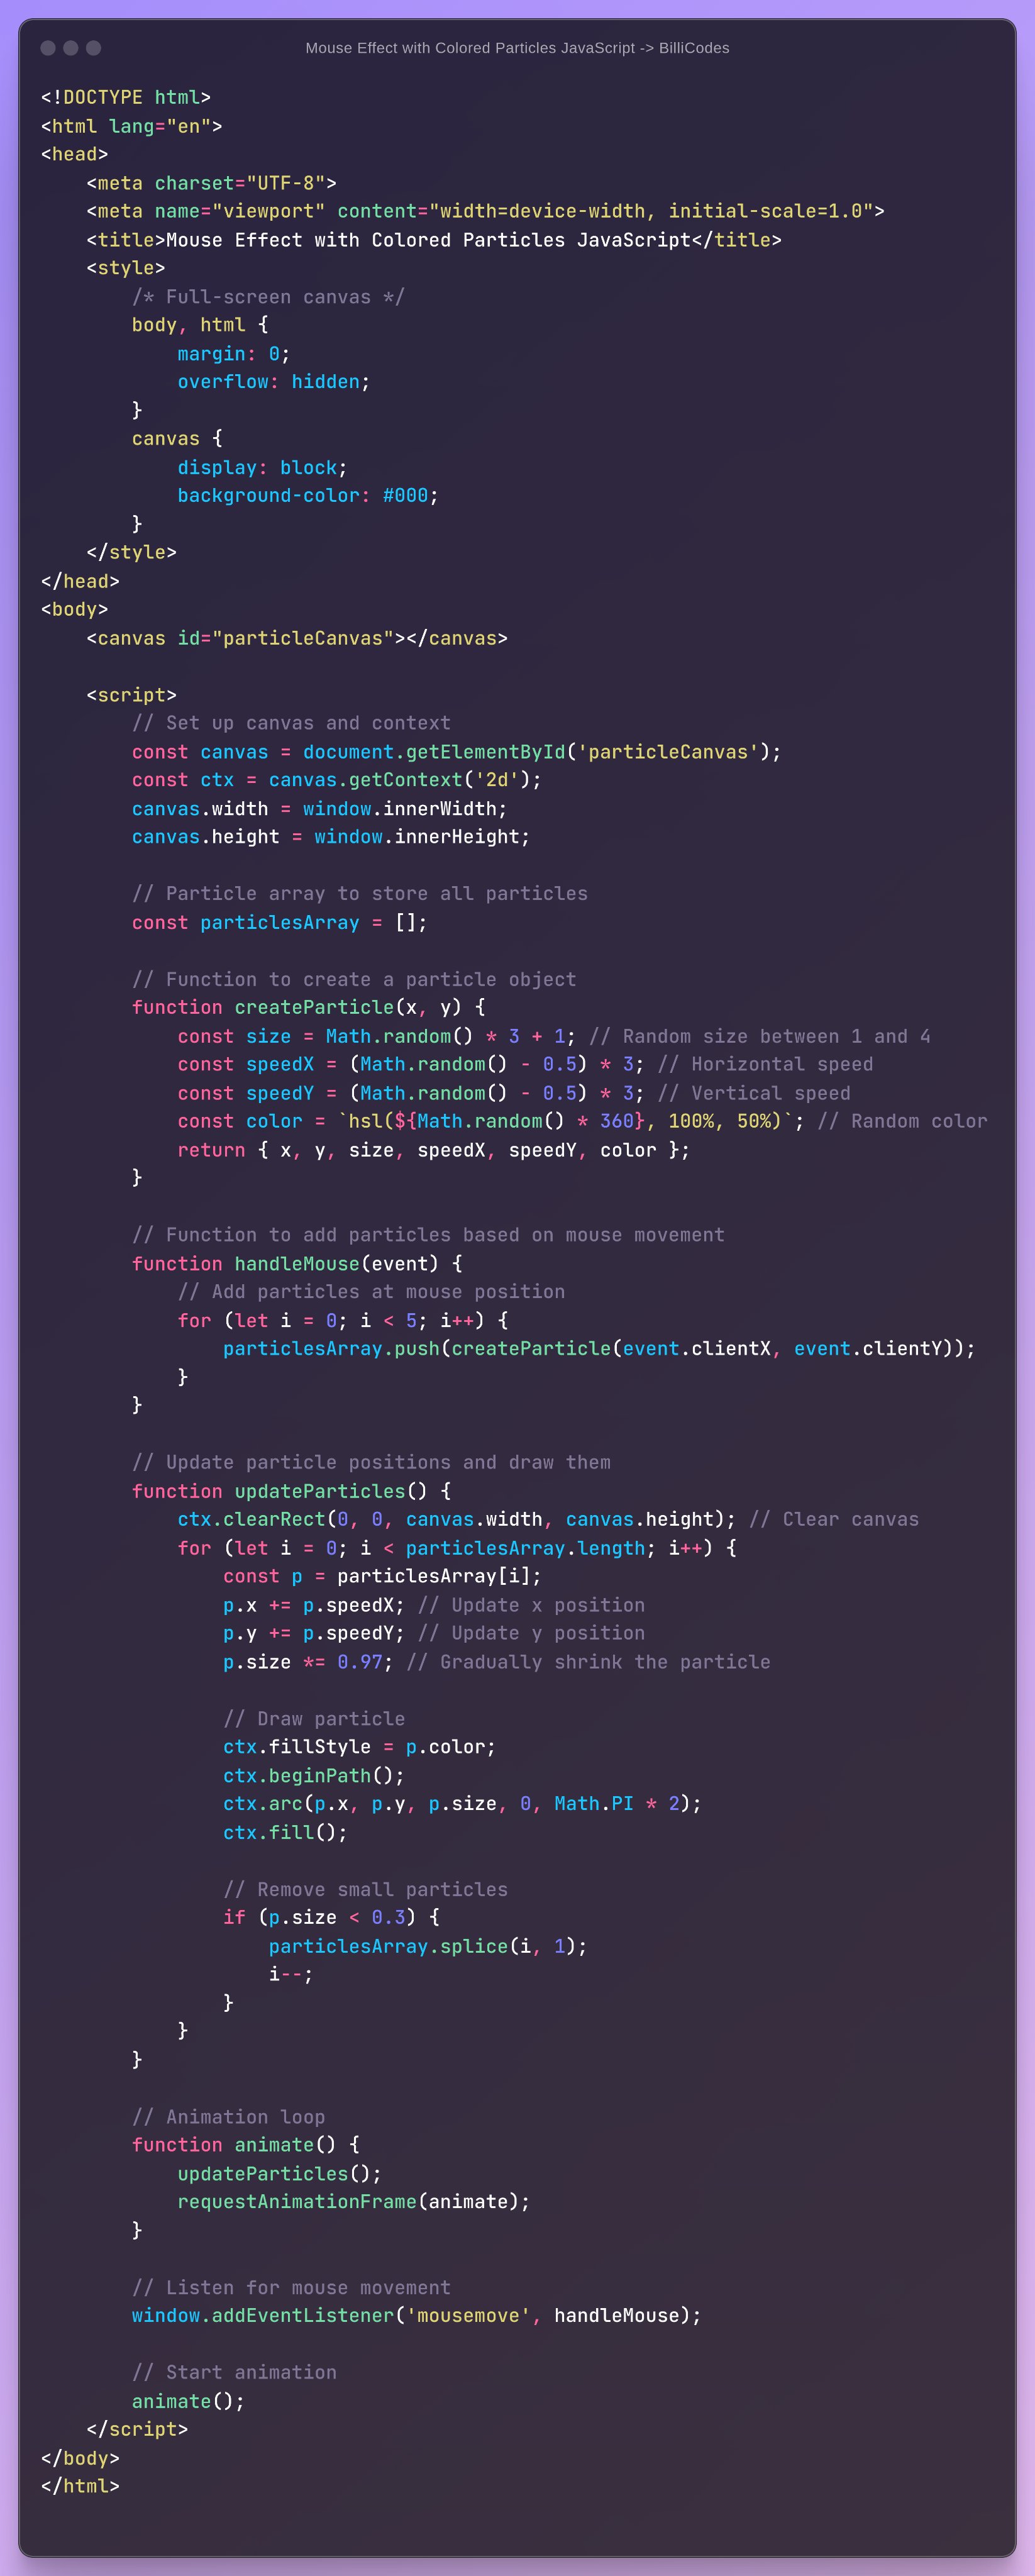 Mouse Effect with Colored Particles JavaScript -> BilliCodes
<!DOCTYPE html>
<html lang="en">
<head>
    <meta charset="UTF-8">
    <meta name="viewport" content="width=device-width, initial-scale=1.0">
    <title>Mouse Effect with Colored Particles JavaScript</title>
    <style>
        /* Full-screen canvas */
        body, html {
            margin: 0;
            overflow: hidden;
        }
        canvas {
            display: block;
            background-color: #000;
        }
    </style>
</head>
<body>
    <canvas id="particleCanvas"></canvas>

    <script>
        // Set up canvas and context
        const canvas = document.getElementById('particleCanvas');
        const ctx = canvas.getContext('2d');
        canvas.width = window.innerWidth;
        canvas.height = window.innerHeight;

        // Particle array to store all particles
        const particlesArray = [];

        // Function to create a particle object
        function createParticle(x, y) {
            const size = Math.random() * 3 + 1; // Random size between 1 and 4
            const speedX = (Math.random() - 0.5) * 3; // Horizontal speed
            const speedY = (Math.random() - 0.5) * 3; // Vertical speed
            const color = `hsl(${Math.random() * 360}, 100%, 50%)`; // Random color
            return { x, y, size, speedX, speedY, color };
        }

        // Function to add particles based on mouse movement
        function handleMouse(event) {
            // Add particles at mouse position
            for (let i = 0; i < 5; i++) {
                particlesArray.push(createParticle(event.clientX, event.clientY));
            }
        }

        // Update particle positions and draw them
        function updateParticles() {
            ctx.clearRect(0, 0, canvas.width, canvas.height); // Clear canvas
            for (let i = 0; i < particlesArray.length; i++) {
                const p = particlesArray[i];
                p.x += p.speedX; // Update x position
                p.y += p.speedY; // Update y position
                p.size *= 0.97; // Gradually shrink the particle

                // Draw particle
                ctx.fillStyle = p.color;
                ctx.beginPath();
                ctx.arc(p.x, p.y, p.size, 0, Math.PI * 2);
                ctx.fill();

                // Remove small particles
                if (p.size < 0.3) {
                    particlesArray.splice(i, 1);
                    i--;
                }
            }
        }

        // Animation loop
        function animate() {
            updateParticles();
            requestAnimationFrame(animate);
        }

        // Listen for mouse movement
        window.addEventListener('mousemove', handleMouse);

        // Start animation
        animate();
    </script>
</body>
</html>